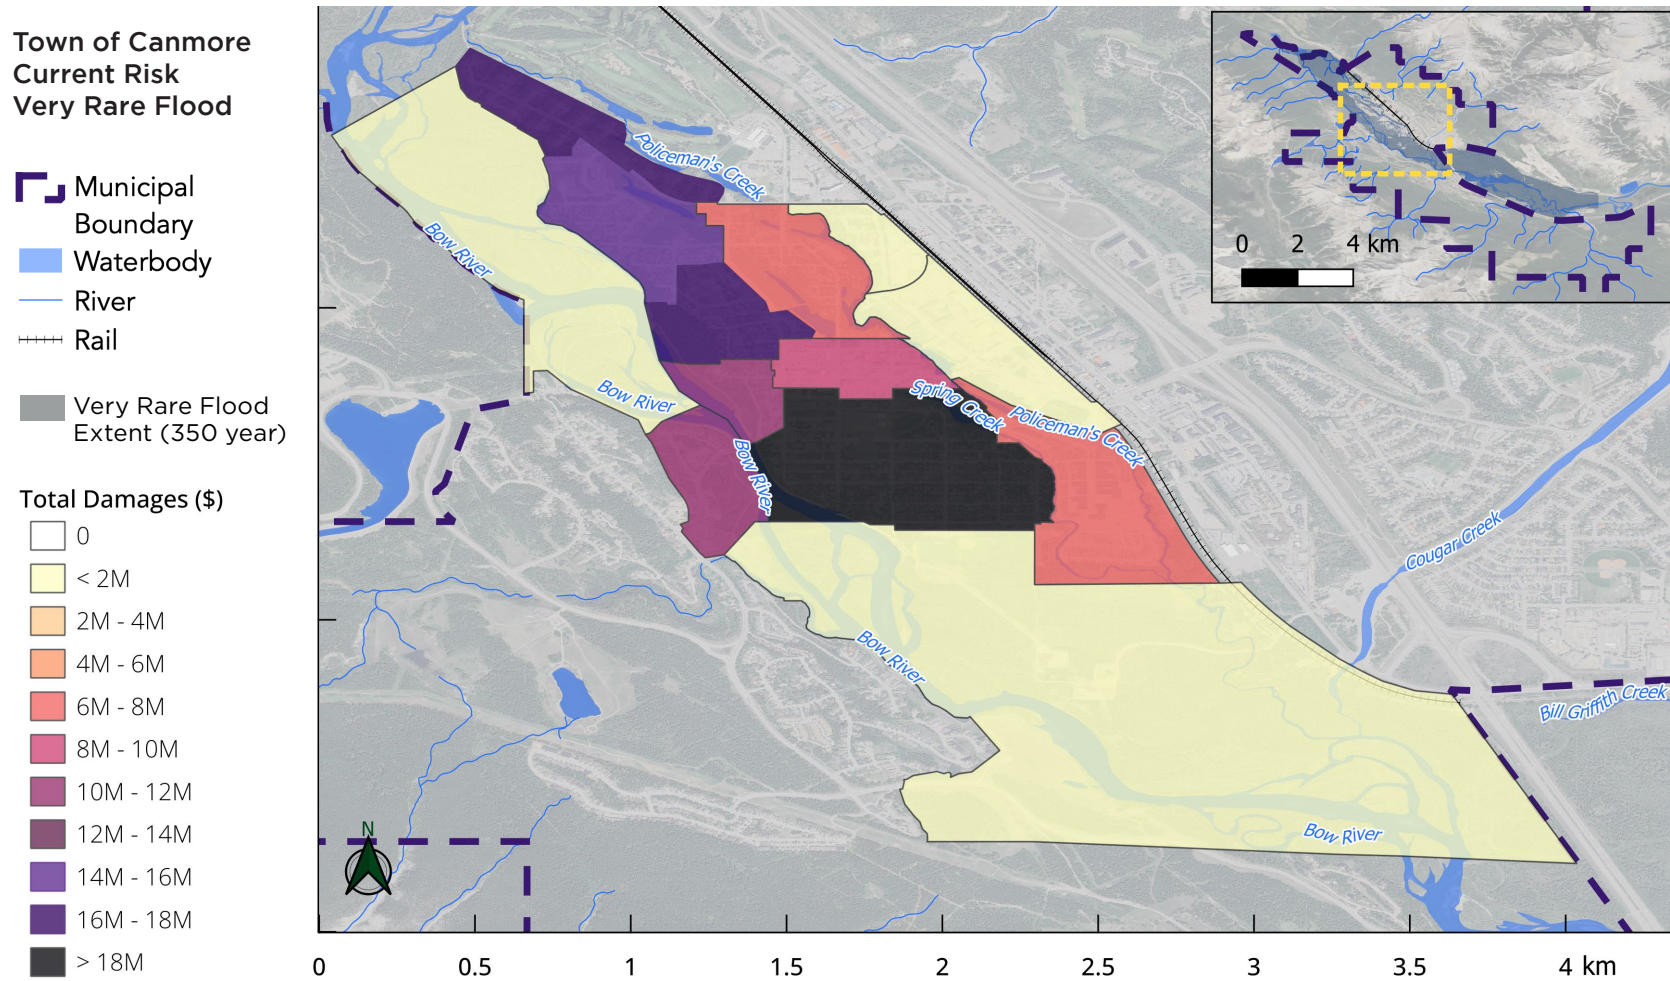 Town of Canmore
Current Risk
Very Rare Flood
Municipal
Boundary
Waterbody
River
Rail
Very Rare Flood
Extent (350 year)
Total Damages ($)
0
< 2M
2M - 4M
4M - 6M
6M - 8M
8M - 10M
10M - 12M
12M - 14M
14M - 16M
16M - 18M
> 18M
Policeman's Creek
Bow River
Bow River
Spring Creek
Policeman's Creek
Bow River
Cougar Creek
Bow River
Bill Griffith Creek
Bow River
N
0 2 4 km
0 0.5 1 1.5 2 2.5 3 3.5 4 km